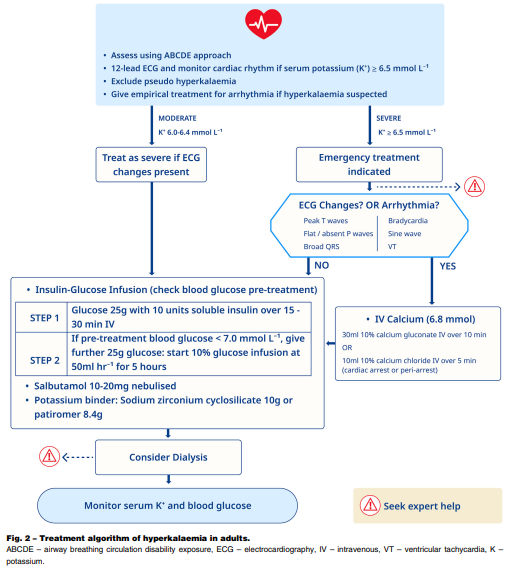 • Assess using ABCDE approach
• 12-lead ECG and monitor cardiac rhythm if serum potassium (K⁺) ≥ 6.5 mmol L⁻¹
• Exclude pseudo hyperkalaemia
• Give empirical treatment for arrhythmia if hyperkalaemia suspected
MODERATE
K⁺ 6.0-6.4 mmol L⁻¹
SEVERE
K⁺ ≥ 6.5 mmol L⁻¹
Treat as severe if ECG
changes present
Emergency treatment
indicated
ECG Changes? OR Arrhythmia?
Peak T waves
Flat / absent P waves
Broad QRS
Bradycardia
Sine wave
VT
NO
YES
• Insulin-Glucose Infusion (check blood glucose pre-treatment)
STEP 1
Glucose 25g with 10 units soluble insulin over 15 -
30 min IV
STEP 2
If pre-treatment blood glucose < 7.0 mmol L⁻¹, give
further 25g glucose: start 10% glucose infusion at
50ml hr⁻¹ for 5 hours
• Salbutamol 10-20mg nebulised
• Potassium binder: Sodium zirconium cyclosilicate 10g or
patiromer 8.4g
• IV Calcium (6.8 mmol)
30ml 10% calcium gluconate IV over 10 min
OR
10ml 10% calcium chloride IV over 5 min
(cardiac arrest or peri-arrest)
Consider Dialysis
Monitor serum K⁺ and blood glucose
Seek expert help
Fig. 2 – Treatment algorithm of hyperkalaemia in adults.
ABCDE – airway breathing circulation disability exposure, ECG – electrocardiography, IV – intravenous, VT – ventricular tachycardia, K –
potassium.